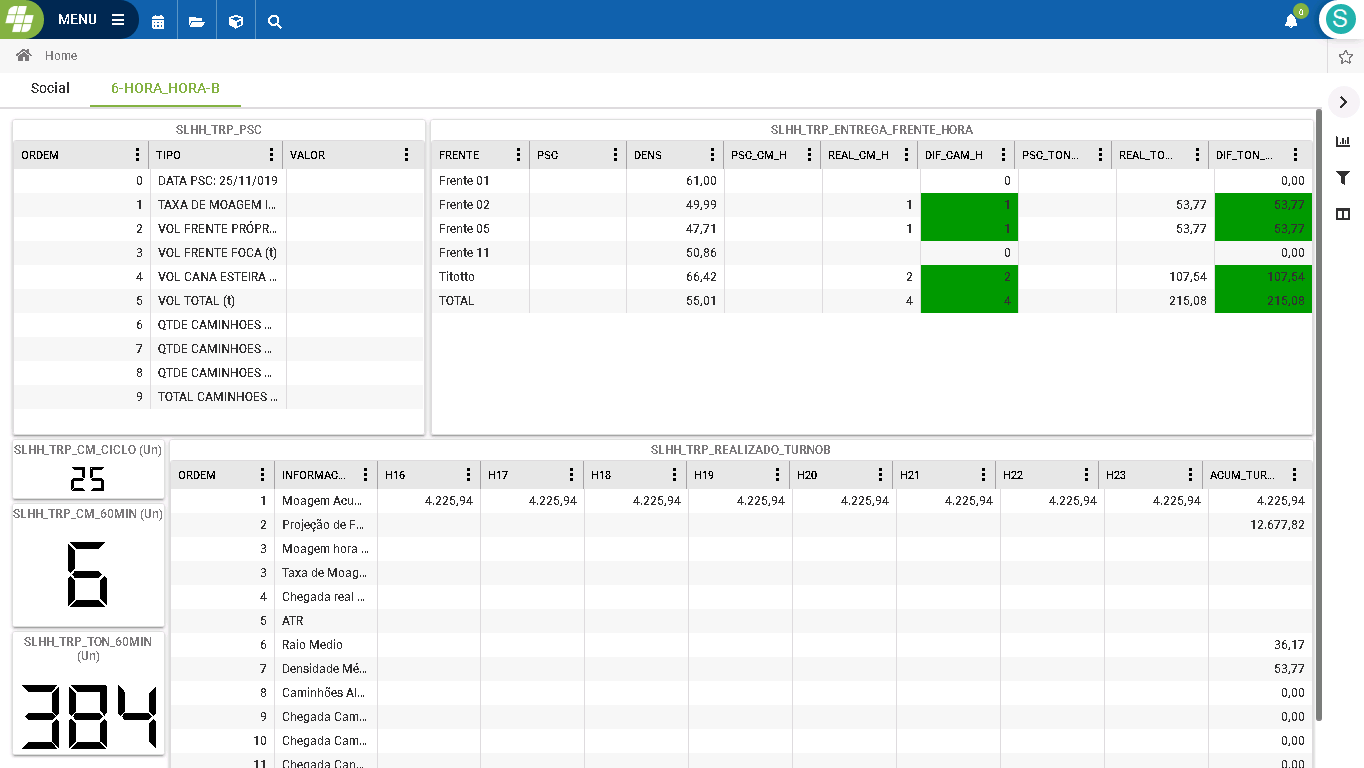 MENU
0
S
Home
Social 6-HORA_HORA-B
SLHH_TRP_PSC
ORDEM TIPO VALOR
0 DATA PSC: 25/11/019
1 TAXA DE MOAGEM I...
2 VOL FRENTE PRÓPR...
3 VOL FRENTE FOCA (t)
4 VOL CANA ESTEIRA ...
5 VOL TOTAL (t)
6 QTDE CAMINHOES ...
7 QTDE CAMINHOES ...
8 QTDE CAMINHOES ...
9 TOTAL CAMINHOES ...
SLHH_TRP_ENTREGA_FRENTE_HORA
FRENTE PSC DENS PSC_CM_H REAL_CM_H DIF_CAM_H PSC_TON... REAL_TO... DIF_TON_...
Frente 01 61,00 0 0,00
Frente 02 49,99 1 1 53,77 53,77
Frente 05 47,71 1 1 53,77 53,77
Frente 11 50,86 0 0,00
Titotto 66,42 2 2 107,54 107,54
TOTAL 55,01 4 4 215,08 215,08
SLHH_TRP_CM_CICLO (Un)
25
SLHH_TRP_CM_60MIN (Un)
6
SLHH_TRP_TON_60MIN
(Un)
384
SLHH_TRP_REALIZADO_TURNOB
ORDEM INFORMAC... H16 H17 H18 H19 H20 H21 H22 H23 ACUM_TUR...
1 Moagem Acu... 4.225,94 4.225,94 4.225,94 4.225,94 4.225,94 4.225,94 4.225,94 4.225,94 4.225,94
2 Projeção de F... 12.677,82
3 Moagem hora ...
3 Taxa de Moag...
4 Chegada real ...
5 ATR
6 Raio Medio 36,17
7 Densidade Mé... 53,77
8 Caminhões Al... 0,00
9 Chegada Cam... 0,00
10 Chegada Cam... 0,00
11 Chegada Can... 0,00